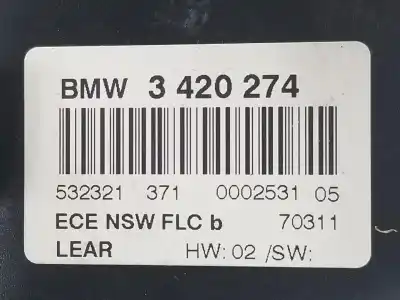 BMW 3 420 274
532321 371 0002531 05
ECE NSW FLC b 70311
LEAR HW: 02 /SW: